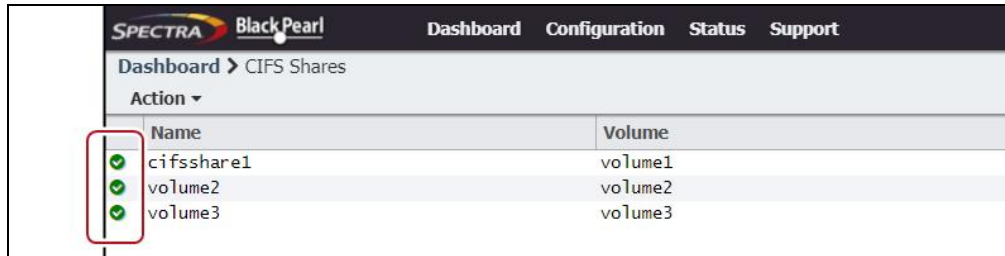 SPECTRA BlackPearl Dashboard Configuration Status Support
Dashboard > CIFS Shares
Action
Name Volume
cifsshare1 volume1
volume2 volume2
volume3 volume3